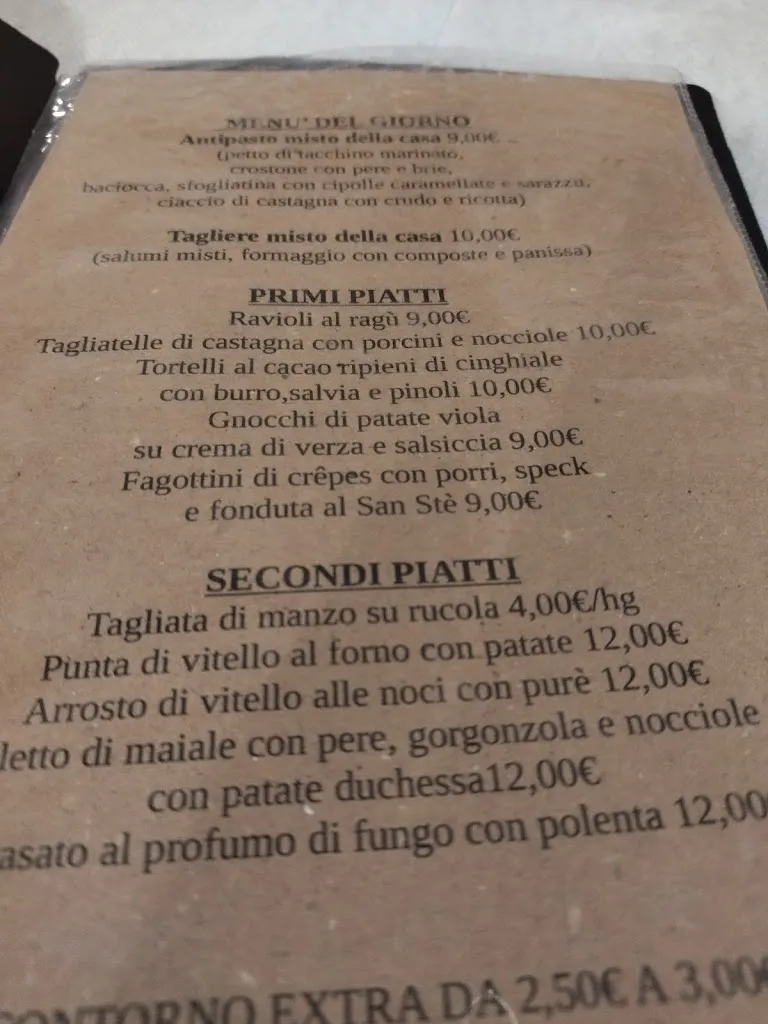 MENU' DEL GIORNO
Antipasto misto della casa 9,00€
(petto di tacchino marinato,
crostone con pere e brie,
baciocca, sfogliatina con cipolle caramellate e sarazzu,
ciaccio di castagna con crudo e ricotta)
Tagliere misto della casa 10,00€
(salumi misti, formaggio con composte e panissa)
PRIMI PIATTI
Ravioli al ragù 9,00€
Tagliatelle di castagna con porcini e nocciole 10,00€
Tortelli al cacao ripieni di cinghiale
con burro,salvia e pinoli 10,00€
Gnocchi di patate viola
su crema di verza e salsiccia 9,00€
Fagottini di crêpes con porri, speck
e fonduta al San Stè 9,00€
SECONDI PIATTI
Tagliata di manzo su rucola 4,00€/hg
Punta di vitello al forno con patate 12,00€
Arrosto di vitello alle noci con purè 12,00€
letto di maiale con pere, gorgonzola e nocciole
con patate duchessa12,00€
asato al profumo di fungo con polenta 12,00
CONTORNO EXTRA DA 2,50€ A 3,00€